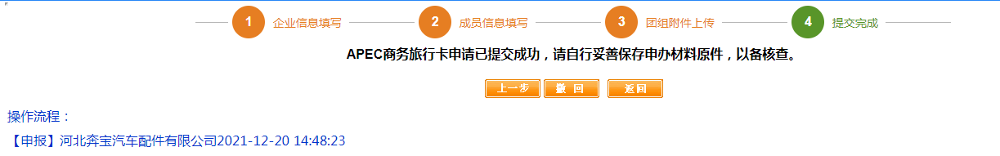 1 企业信息填写 2 成员信息填写 3 团组附件上传 4 提交完成
APEC商务旅行卡申请已提交成功，请自行妥善保存申办材料原件，以备核查。
上一步 撤 回 返回
操作流程：
【申报】河北奔宝汽车配件有限公司2021-12-20 14:48:23